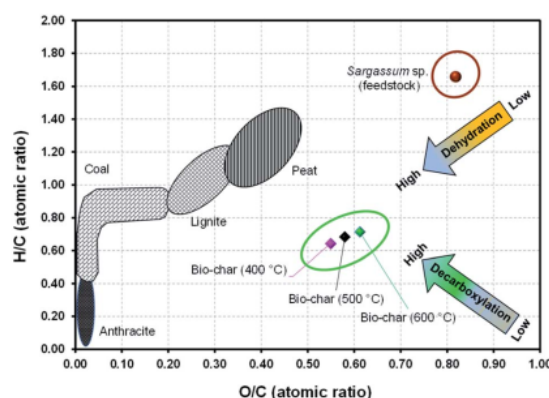 2.00
1.80
1.60
1.40
1.20
1.00
0.80
0.60
0.40
0.20
0.00
H/C (atomic ratio)
Sargassum sp.
(feedstock)
Low
Dehydration
High
Coal
Peat
Lignite
Bio-char (400 °C)
Bio-char (500 °C)
Bio-char (600 °C)
High
Decarboxylation
Low
Anthracite
0.00 0.10 0.20 0.30 0.40 0.50 0.60 0.70 0.80 0.90 1.00
O/C (atomic ratio)